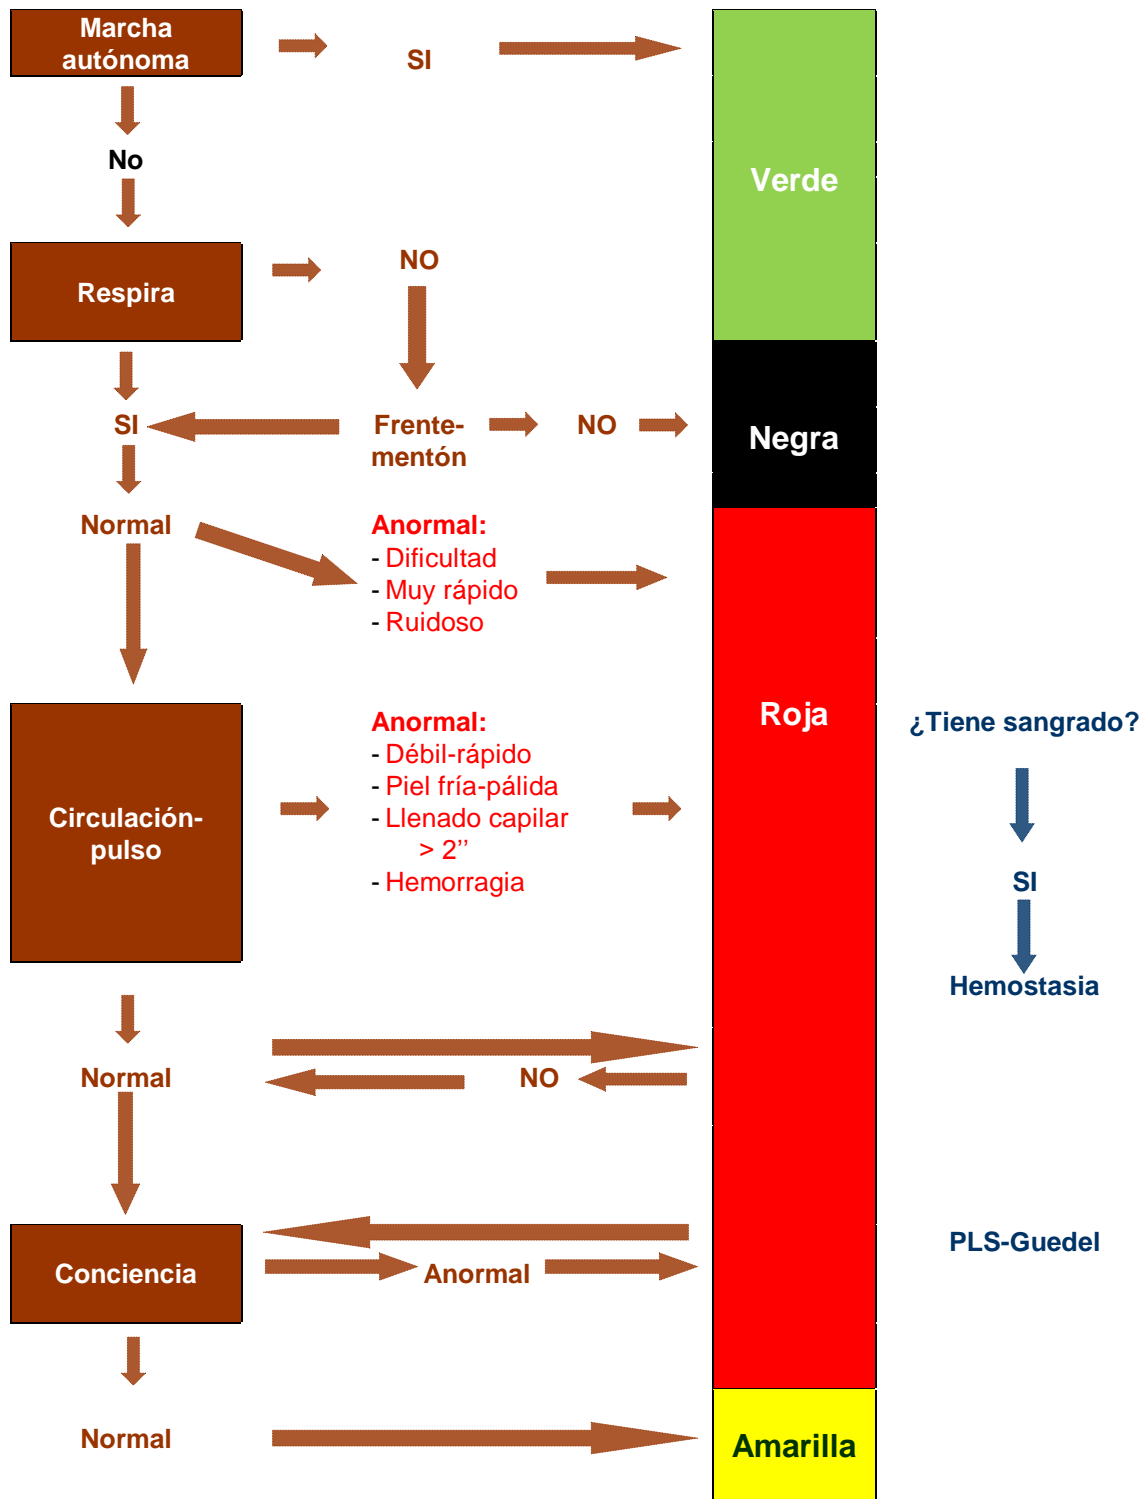 Marcha
autónoma
SI
No
Verde
Respira
NO
SI
Frente-
mentón
NO
Negra
Normal
Anormal:
- Dificultad
- Muy rápido
- Ruidoso
Roja
¿Tiene sangrado?
Circulación-
pulso
Anormal:
- Débil-rápido
- Piel fría-pálida
- Llenado capilar
> 2’’
- Hemorragia
SI
Hemostasia
Normal
NO
Conciencia
Anormal
PLS-Guedel
Normal
Amarilla